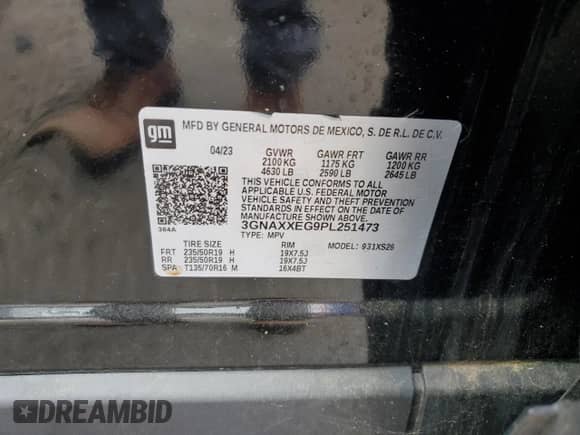 gm
MFD BY GENERAL MOTORS DE MEXICO, S. DE R.L. DE C.V.
04/23 GVWR GAWR FRT GAWR RR
2100 KG 1175 KG 1200 KG
4630 LB 2590 LB 2645 LB
THIS VEHICLE CONFORMS TO ALL
APPLICABLE U.S. FEDERAL MOTOR
VEHICLE SAFETY AND THEFT PREVENTION
STANDARDS IN EFFECT ON THE DATE OF
MANUFACTURE SHOWN ABOVE.
364A
3GNAXXEG9PL251473
TYPE: MPV MODEL: 931XS26
TIRE SIZE RIM
FRT 235/50R19 H 19X7.5J
RR 235/50R19 H 19X7.5J
SPA T135/70R16 M 16X4BT
DREAMBID